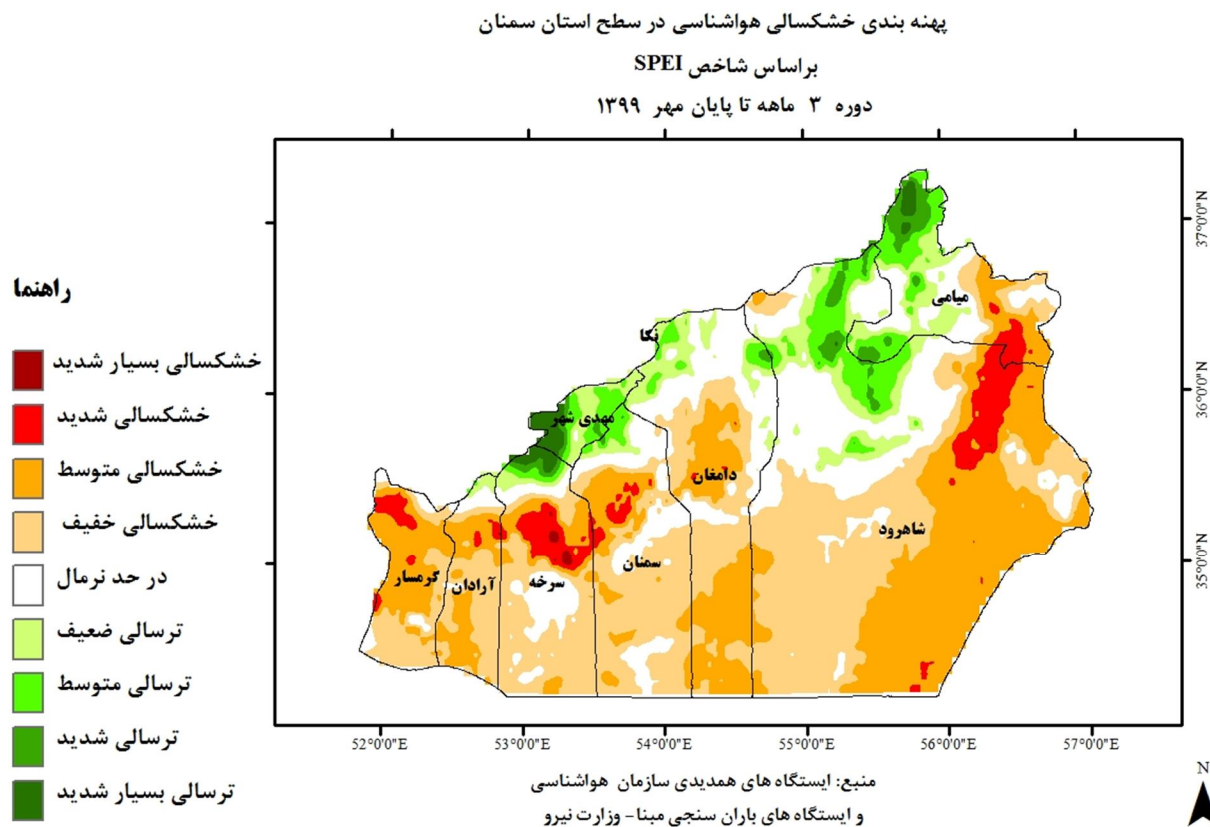 پهنه بندی خشکسالی هواشناسی در سطح استان سمنان
براساس شاخص SPEI
دوره ۳ ماهه تا پایان مهر ۱۳۹۹
راهنما
خشکسالی بسیار شدید
خشکسالی شدید
خشکسالی متوسط
خشکسالی خفیف
در حد نرمال
ترسالی ضعیف
ترسالی متوسط
ترسالی شدید
ترسالی بسیار شدید
میامی
نکا
مهدی شهر
دامغان
شاهرود
سمنان
سرخه
آرادان
گرمسار
37°0'0"N
36°0'0"N
35°0'0"N
52°0'0"E 53°0'0"E 54°0'0"E 55°0'0"E 56°0'0"E 57°0'0"E
منبع: ایستگاه های همدیدی سازمان هواشناسی
و ایستگاه های باران سنجی مبنا - وزارت نیرو
N